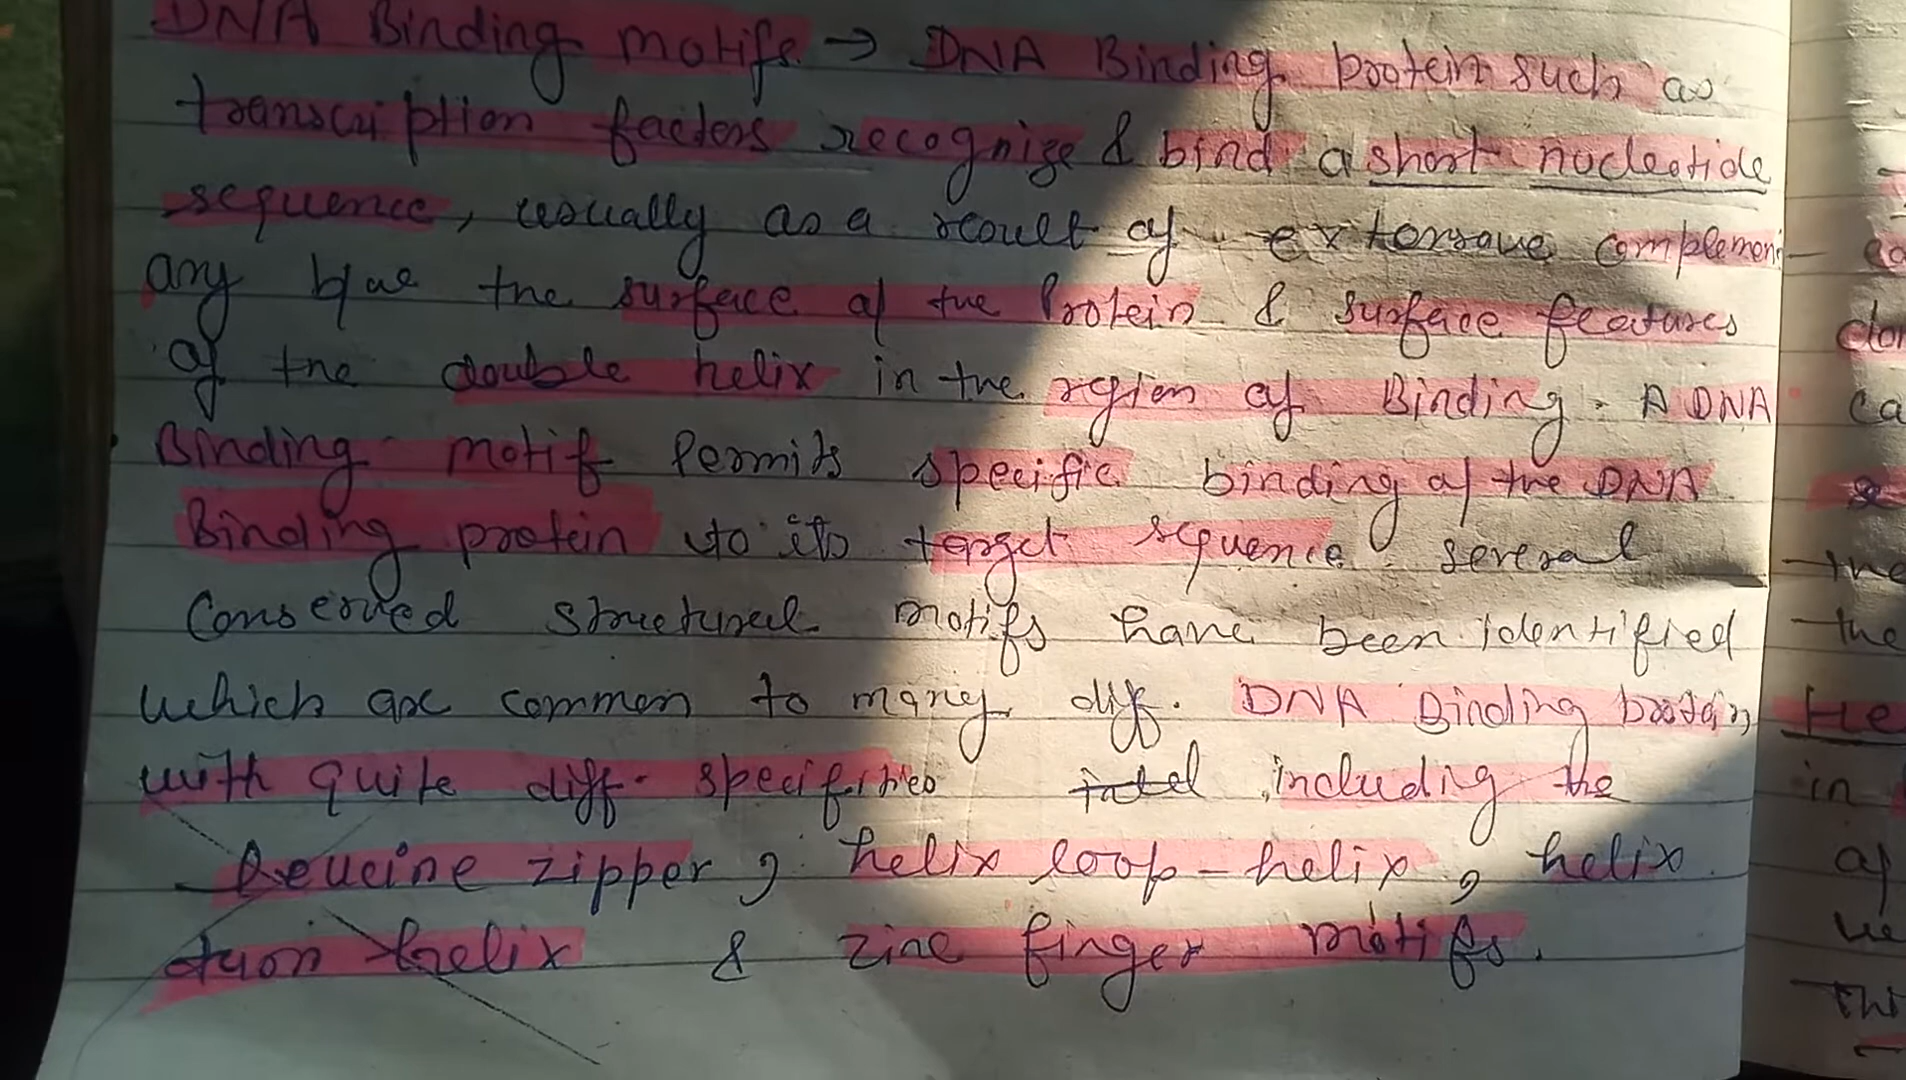 DNA Binding motifs → DNA Binding protein such as
transcription factors recognize & bind a short nucleotide
sequence, usually as a result of extensive complement-
ary b/we the surface of the Protein & surface features
of the double helix in the region of Binding. A DNA
Binding motif Permits specific binding of the DNA
Binding protein to its target sequence. several
Conserved structural motifs have been identified
which are common to many diff. DNA Binding protein,
with quite diff. specifities including the
Leucine zipper, helix loop-helix, helix
turn helix & zinc finger motifs.